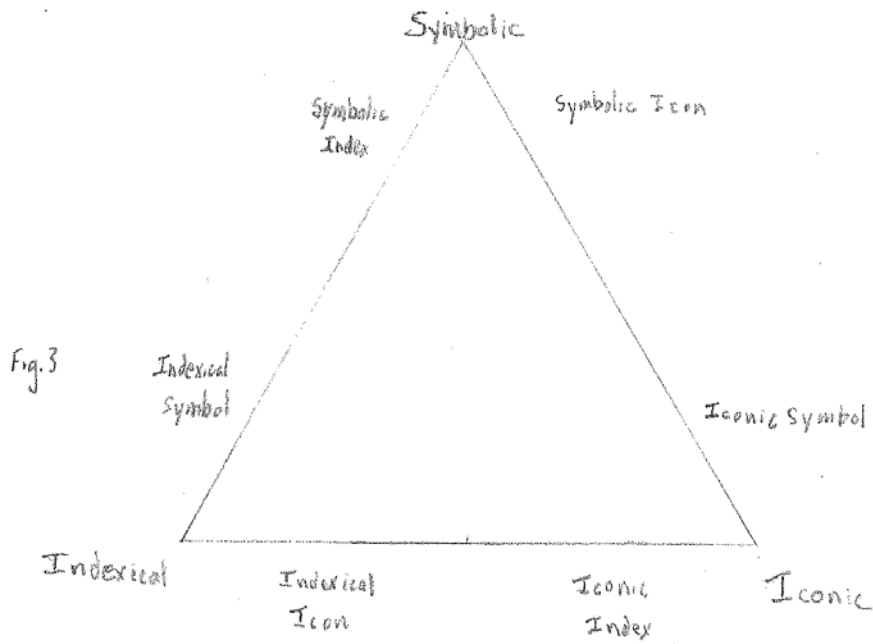 Symbolic
Symbolic
Index
Symbolic Icon
Fig.3
Indexical
Symbol
Iconic Symbol
Indexical
Indexical
Icon
Iconic
Index
Iconic